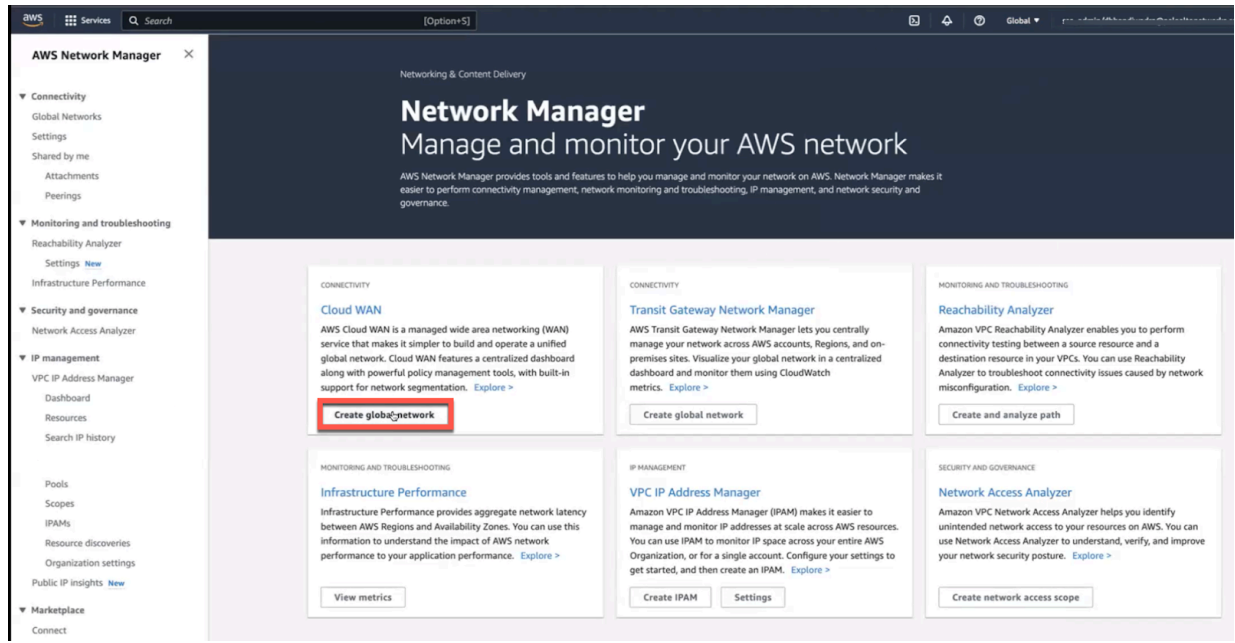 aws
Services
Search
[Option+S]
Global ▼
AWS Network Manager
▼ Connectivity
Global Networks
Settings
Shared by me
Attachments
Peerings
▼ Monitoring and troubleshooting
Reachability Analyzer
Settings New
Infrastructure Performance
▼ Security and governance
Network Access Analyzer
▼ IP management
VPC IP Address Manager
Dashboard
Resources
Search IP history
Pools
Scopes
IPAMs
Resource discoveries
Organization settings
Public IP insights New
▼ Marketplace
Connect
Networking & Content Delivery
Network Manager
Manage and monitor your AWS network
AWS Network Manager provides tools and features to help you manage and monitor your network on AWS. Network Manager makes it
easier to perform connectivity management, network monitoring and troubleshooting, IP management, and network security and
governance.
CONNECTIVITY
Cloud WAN
AWS Cloud WAN is a managed wide area networking (WAN)
service that makes it simpler to build and operate a unified
global network. Cloud WAN features a centralized dashboard
along with powerful policy management tools, with built-in
support for network segmentation. Explore >
Create global network
CONNECTIVITY
Transit Gateway Network Manager
AWS Transit Gateway Network Manager lets you centrally
manage your network across AWS accounts, Regions, and on-
premises sites. Visualize your global network in a centralized
dashboard and monitor them using CloudWatch
metrics. Explore >
Create global network
MONITORING AND TROUBLESHOOTING
Reachability Analyzer
Amazon VPC Reachability Analyzer enables you to perform
connectivity testing between a source resource and a
destination resource in your VPCs. You can use Reachability
Analyzer to troubleshoot connectivity issues caused by network
misconfiguration. Explore >
Create and analyze path
MONITORING AND TROUBLESHOOTING
Infrastructure Performance
Infrastructure Performance provides aggregate network latency
between AWS Regions and Availability Zones. You can use this
information to understand the impact of AWS network
performance to your application performance. Explore >
View metrics
IP MANAGEMENT
VPC IP Address Manager
Amazon VPC IP Address Manager (IPAM) makes it easier to
manage and monitor IP addresses at scale across AWS resources.
You can use IPAM to monitor IP space across your entire AWS
Organization, or for a single account. Configure your settings to
get started, and then create an IPAM. Explore >
Create IPAM
Settings
SECURITY AND GOVERNANCE
Network Access Analyzer
Amazon VPC Network Access Analyzer helps you identify
unintended network access to your resources on AWS. You can
use Network Access Analyzer to understand, verify, and improve
your network security posture. Explore >
Create network access scope